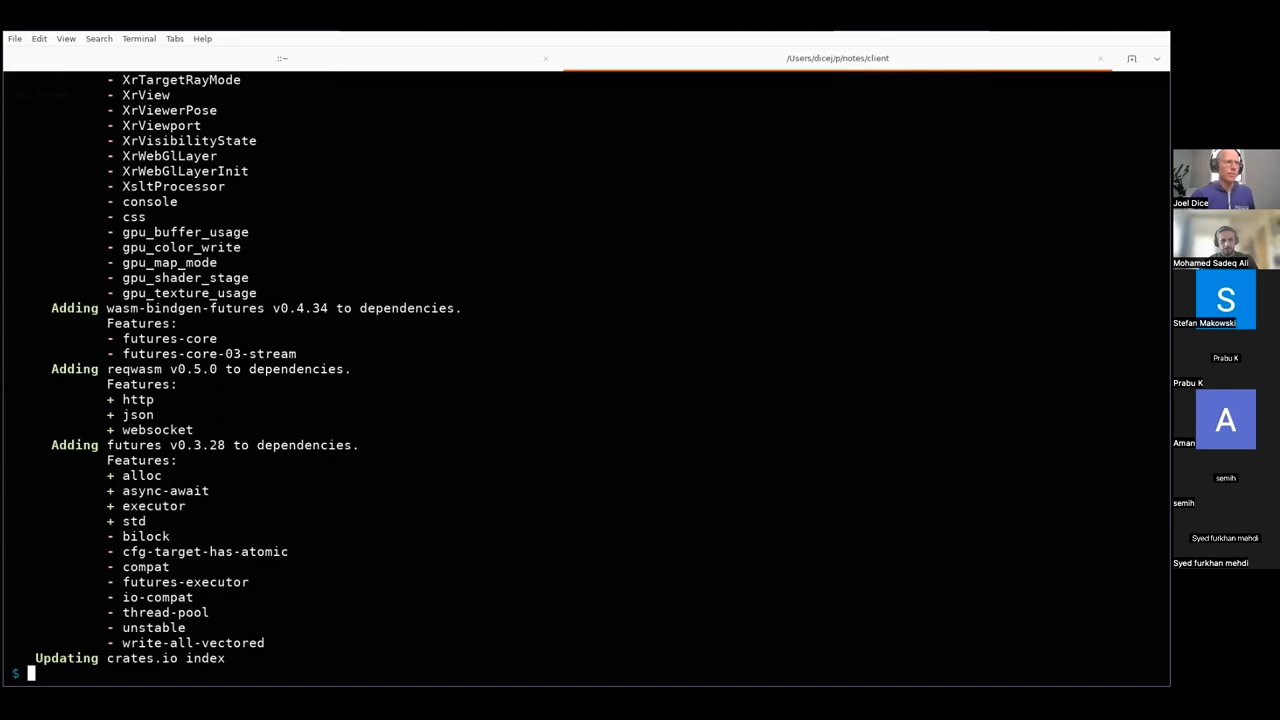 File Edit View Search Terminal Tabs Help
::~
/Users/dicej/p/notes/client
- XrTargetRayMode
- XrView
- XrViewerPose
- XrViewport
- XrVisibilityState
- XrWebGlLayer
- XrWebGlLayerInit
- XsltProcessor
- console
- css
- gpu_buffer_usage
- gpu_color_write
- gpu_map_mode
- gpu_shader_stage
- gpu_texture_usage
Adding wasm-bindgen-futures v0.4.34 to dependencies.
Features:
- futures-core
- futures-core-03-stream
Adding reqwasm v0.5.0 to dependencies.
Features:
+ http
+ json
+ websocket
Adding futures v0.3.28 to dependencies.
Features:
+ alloc
+ async-await
+ executor
+ std
- bilock
- cfg-target-has-atomic
- compat
- futures-executor
- io-compat
- thread-pool
- unstable
- write-all-vectored
Updating crates.io index
$
Joel Dice
Mohamed Sadeq Ali
S
Stefan Makowski
Prabu K
Prabu K
A
Aman
semih
semih
Syed furkhan mehdi
Syed furkhan mehdi